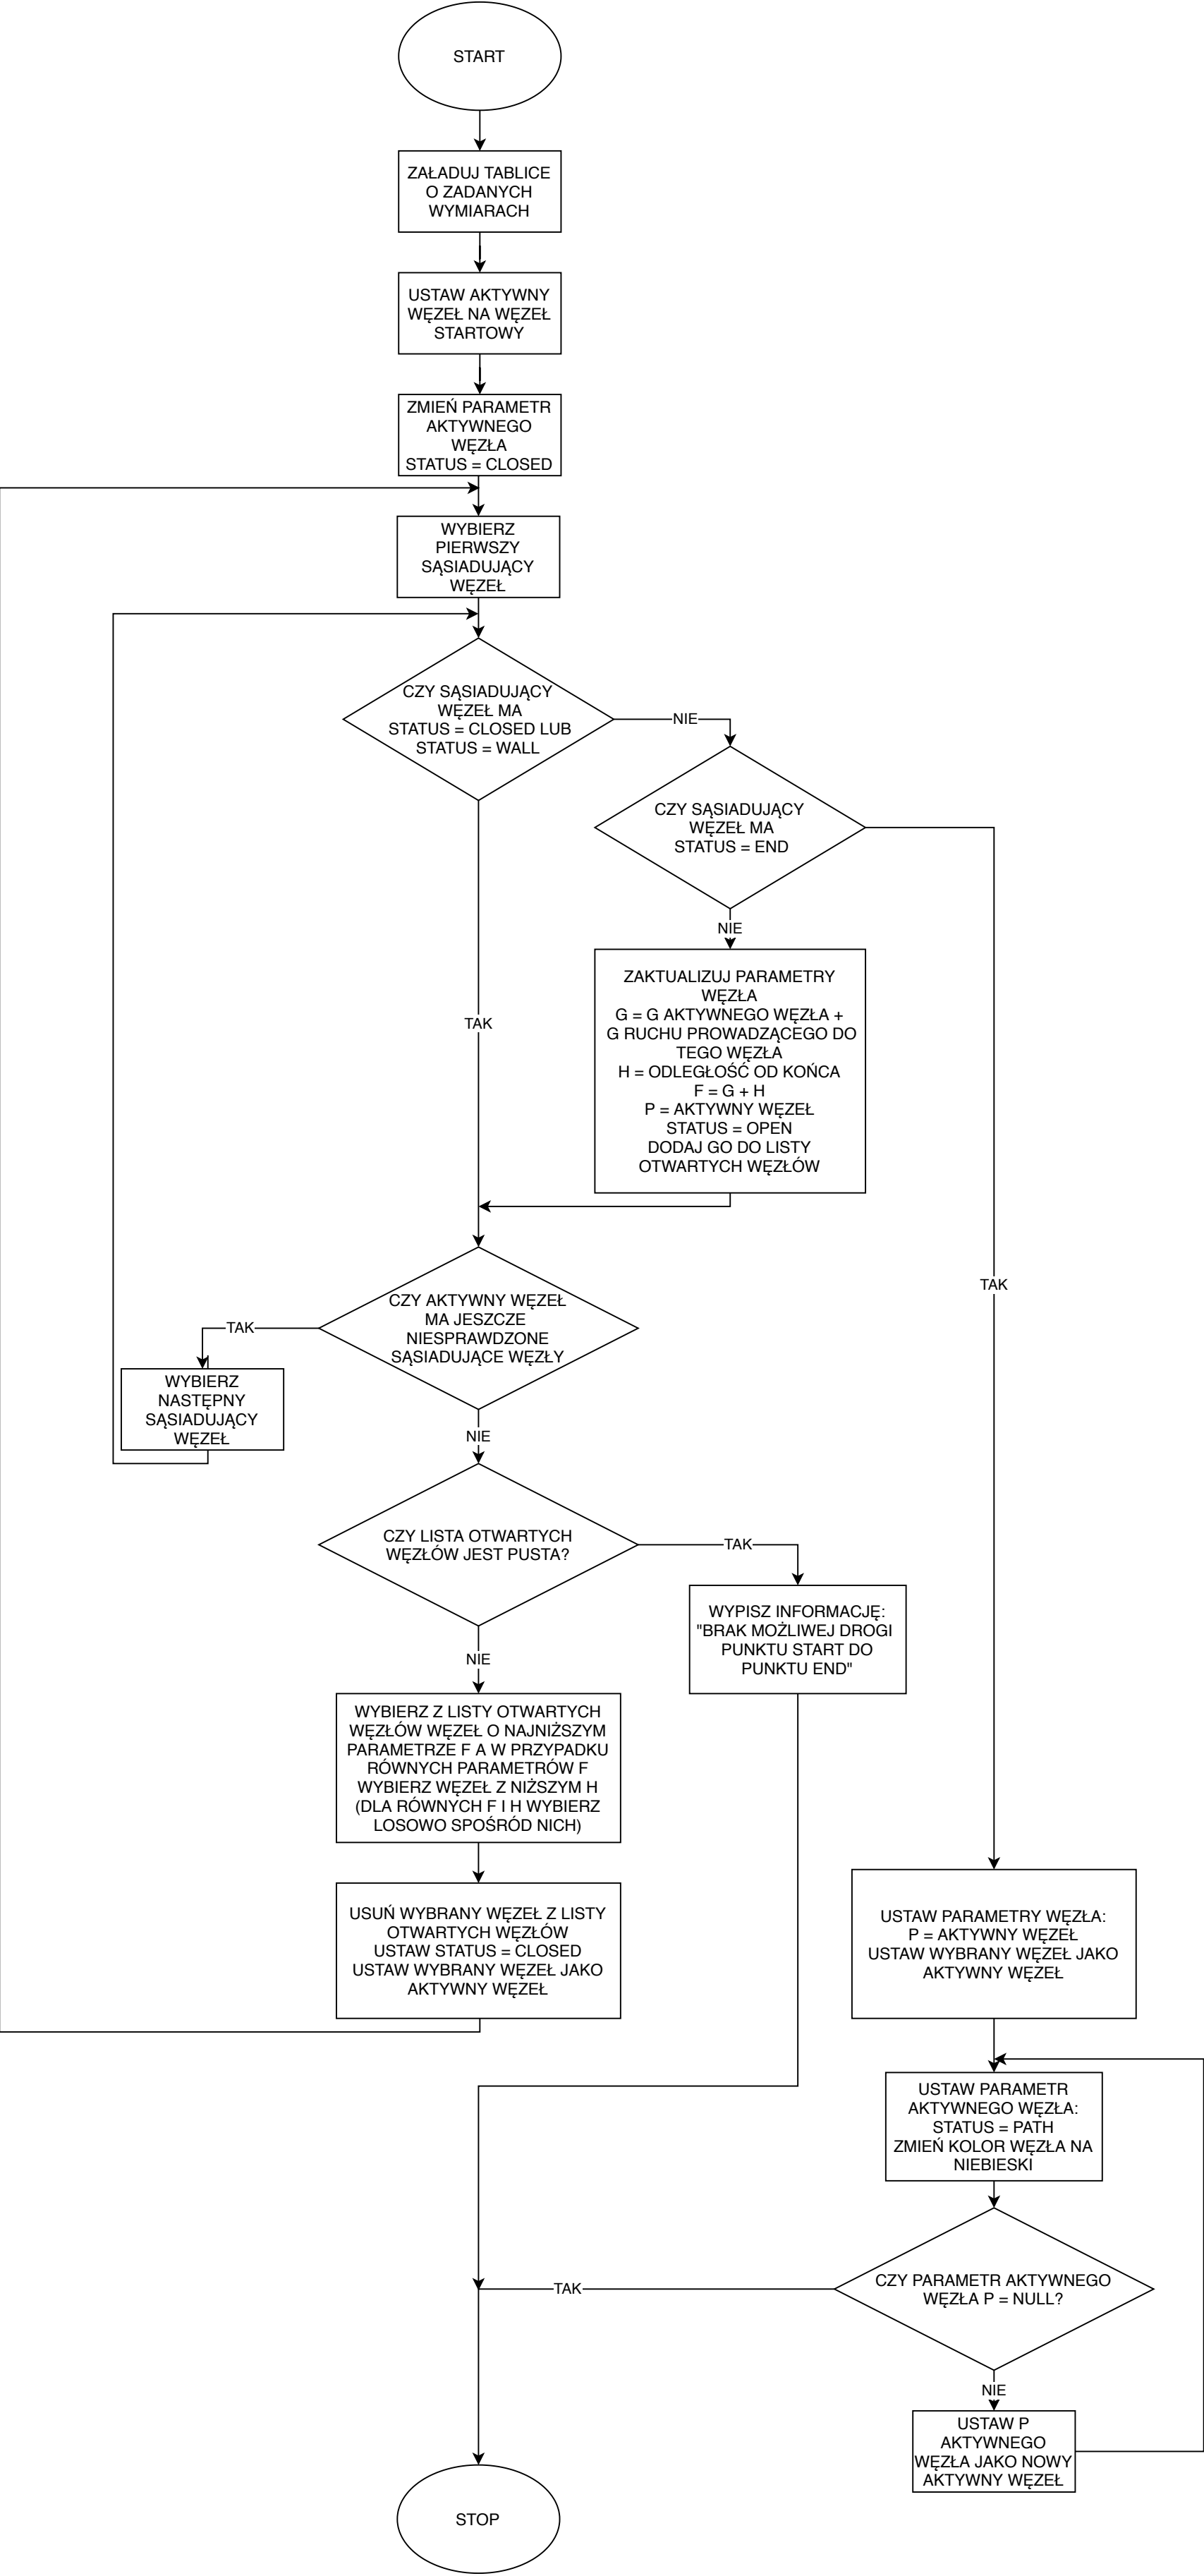 START
ZAŁADUJ TABLICE
O ZADANYCH
WYMIARACH
USTAW AKTYWNY
WĘZEŁ NA WĘZEŁ
STARTOWY
ZMIEŃ PARAMETR
AKTYWNEGO
WĘZŁA
STATUS = CLOSED
WYBIERZ
PIERWSZY
SĄSIADUJĄCY
WĘZEŁ
CZY SĄSIADUJĄCY
WĘZEŁ MA
STATUS = CLOSED LUB
STATUS = WALL
NIE
CZY SĄSIADUJĄCY
WĘZEŁ MA
STATUS = END
NIE
ZAKTUALIZUJ PARAMETRY
WĘZŁA
G = G AKTYWNEGO WĘZŁA +
G RUCHU PROWADZĄCEGO DO
TEGO WĘZŁA
H = ODLEGŁOŚĆ OD KOŃCA
F = G + H
P = AKTYWNY WĘZEŁ
STATUS = OPEN
DODAJ GO DO LISTY
OTWARTYCH WĘZŁÓW
TAK
TAK
CZY AKTYWNY WĘZEŁ
MA JESZCZE
NIESPRAWDZONE
SĄSIADUJĄCE WĘZŁY
TAK
WYBIERZ
NASTĘPNY
SĄSIADUJĄCY
WĘZEŁ
NIE
CZY LISTA OTWARTYCH
WĘZŁÓW JEST PUSTA?
TAK
WYPISZ INFORMACJĘ:
"BRAK MOŻLIWEJ DROGI
PUNKTU START DO
PUNKTU END"
NIE
WYBIERZ Z LISTY OTWARTYCH
WĘZŁÓW WĘZEŁ O NAJNIŻSZYM
PARAMETRZE F A W PRZYPADKU
RÓWNYCH PARAMETRÓW F
WYBIERZ WĘZEŁ Z NIŻSZYM H
(DLA RÓWNYCH F I H WYBIERZ
LOSOWO SPOŚRÓD NICH)
USUŃ WYBRANY WĘZEŁ Z LISTY
OTWARTYCH WĘZŁÓW
USTAW STATUS = CLOSED
USTAW WYBRANY WĘZEŁ JAKO
AKTYWNY WĘZEŁ
USTAW PARAMETRY WĘZŁA:
P = AKTYWNY WĘZEŁ
USTAW WYBRANY WĘZEŁ JAKO
AKTYWNY WĘZEŁ
USTAW PARAMETR
AKTYWNEGO WĘZŁA:
STATUS = PATH
ZMIEŃ KOLOR WĘZŁA NA
NIEBIESKI
CZY PARAMETR AKTYWNEGO
WĘZŁA P = NULL?
TAK
NIE
USTAW P
AKTYWNEGO
WĘZŁA JAKO NOWY
AKTYWNY WĘZEŁ
STOP